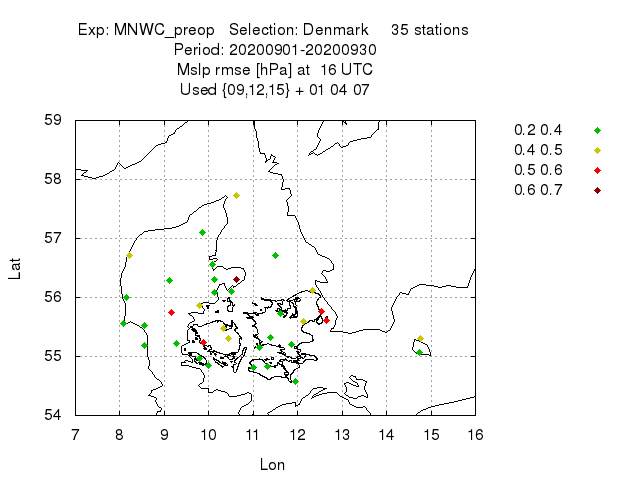 Exp: MNWC_preop   Selection: Denmark     35 stations
Period: 20200901-20200930
Mslp rmse [hPa] at  16 UTC
Used {09,12,15} + 01 04 07
0.2 0.4
0.4 0.5
0.5 0.6
0.6 0.7
59
58
57
56
55
54
Lat
7 8 9 10 11 12 13 14 15 16
Lon